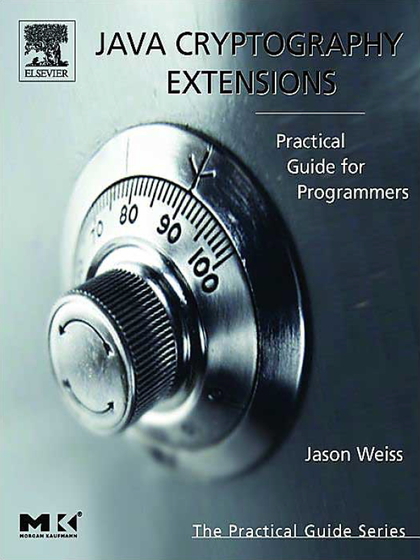 ELSEVIER
JAVA CRYPTOGRAPHY
EXTENSIONS
Practical
Guide for
Programmers
70
80
90
100
Jason Weiss
MK
MORGAN KAUFMANN
The Practical Guide Series